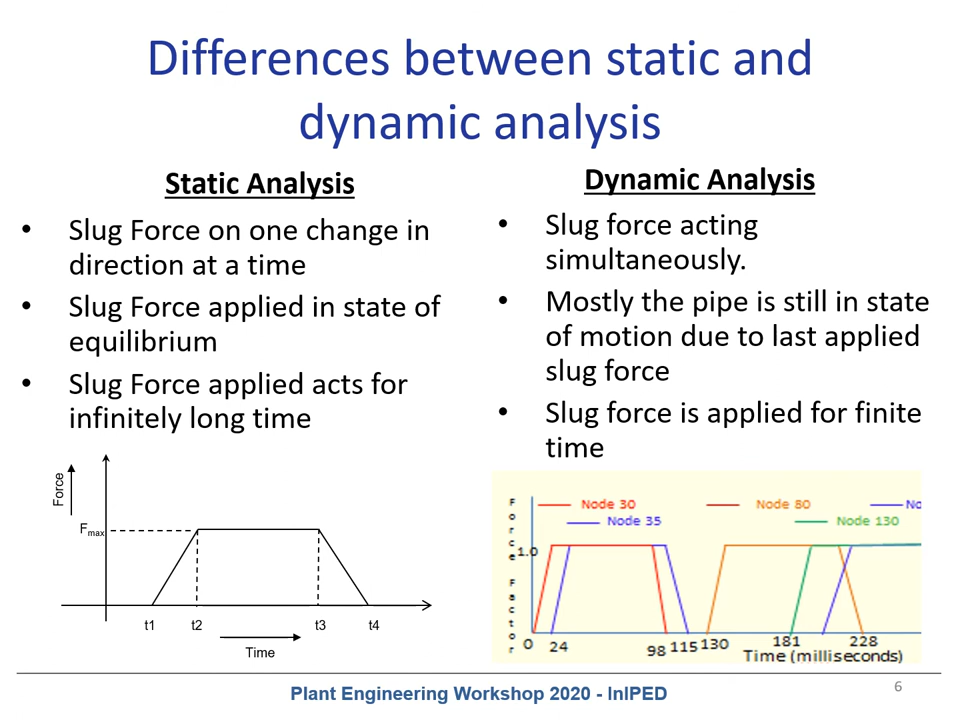 Differences between static and
dynamic analysis
Static Analysis
• Slug Force on one change in
direction at a time
• Slug Force applied in state of
equilibrium
• Slug Force applied acts for
infinitely long time
Dynamic Analysis
• Slug force acting
simultaneously.
• Mostly the pipe is still in state
of motion due to last applied
slug force
• Slug force is applied for finite
time
Force
Fmax
t1 t2 t3 t4
Time
Force Factor
Node 30 Node 80
Node 35 Node 130
1.0
0 24 98 115 130 181 228
Time (milliseconds)
Plant Engineering Workshop 2020 - InIPED
6